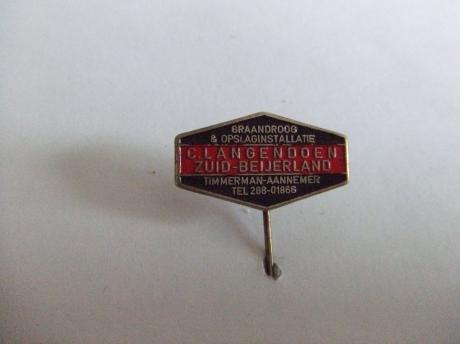 GRAANDROOG
& OPSLAGINSTALLATIE
C. LANGENDOEN
ZUID-BEIJERLAND
TIMMERMAN-AANNEMER
TEL 288-01866